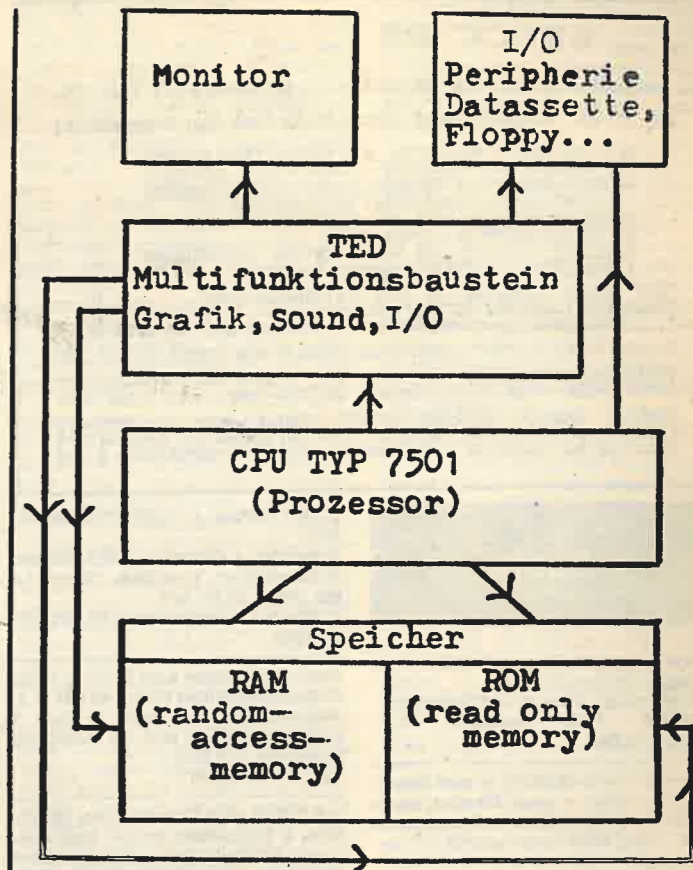 Monitor
I/O
Peripherie
Datassette,
Floppy...
TED
Multifunktionsbaustein
Grafik,Sound,I/O
CPU TYP 7501
(Prozessor)
Speicher
RAM
(random-
access-
memory)
ROM
(read only
memory)